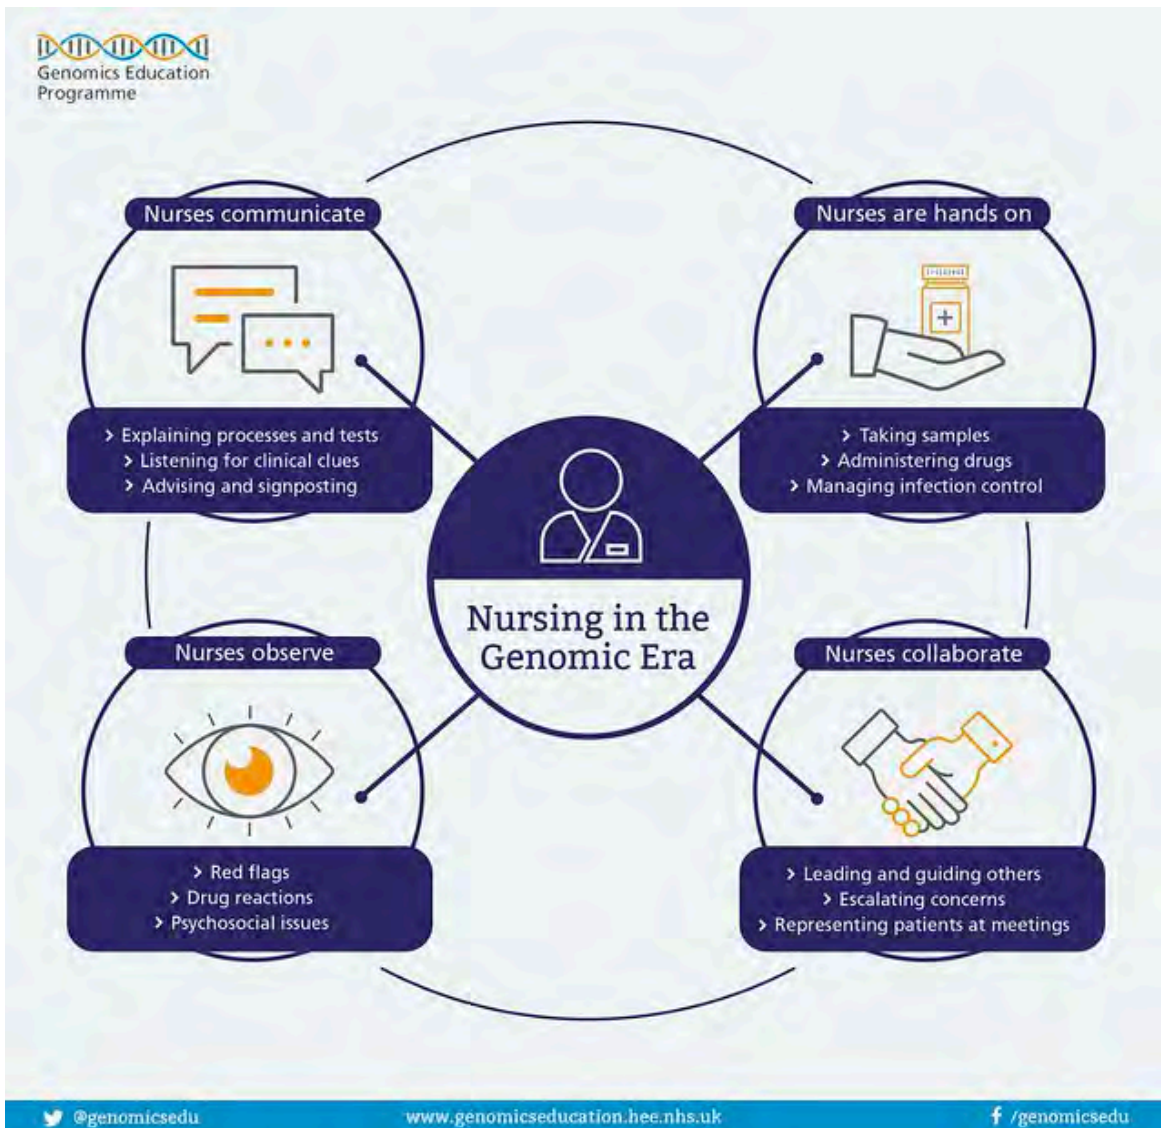 Genomics Education
Programme
Nurses communicate
> Explaining processes and tests
> Listening for clinical clues
> Advising and signposting
Nurses are hands on
> Taking samples
> Administering drugs
> Managing infection control
Nursing in the
Genomic Era
Nurses observe
> Red flags
> Drug reactions
> Psychosocial issues
Nurses collaborate
> Leading and guiding others
> Escalating concerns
> Representing patients at meetings
@genomicsedu
www.genomicseducation.hee.nhs.uk
/genomicsedu